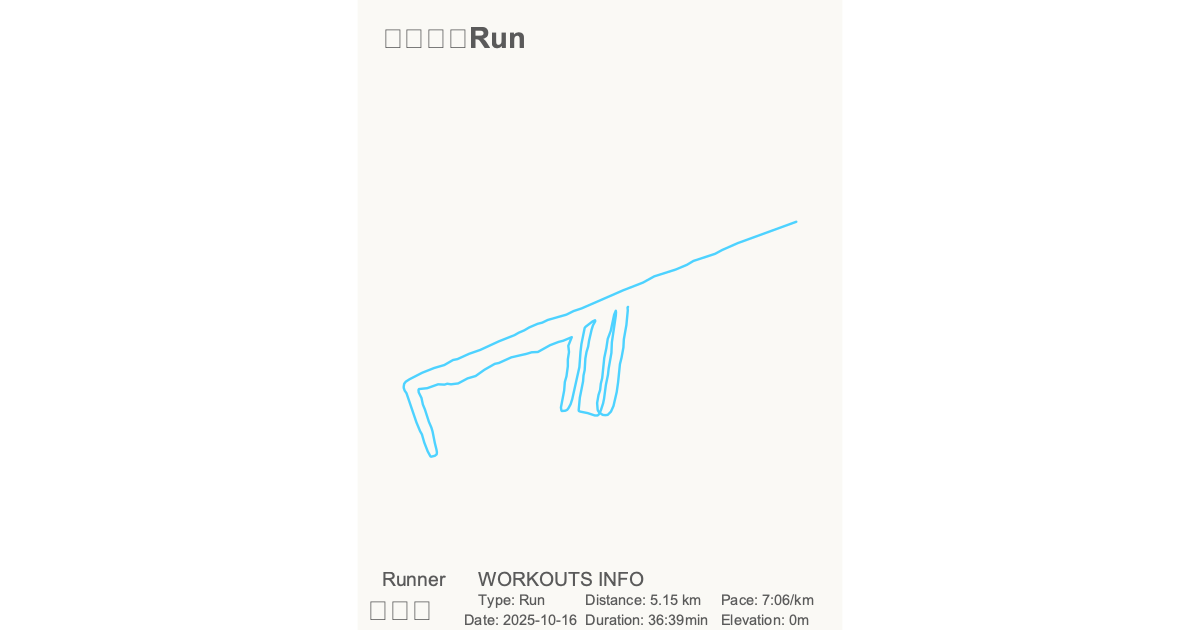 Run
Runner
WORKOUTS INFO
Type: Run
Distance: 5.15 km
Pace: 7:06/km
Date: 2025-10-16
Duration: 36:39min
Elevation: 0m